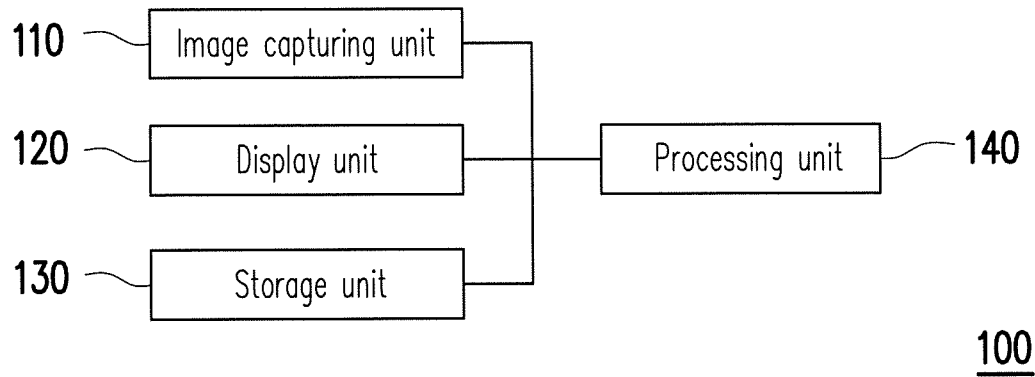 110 Image capturing unit
120 Display unit
Processing unit 140
130 Storage unit
100